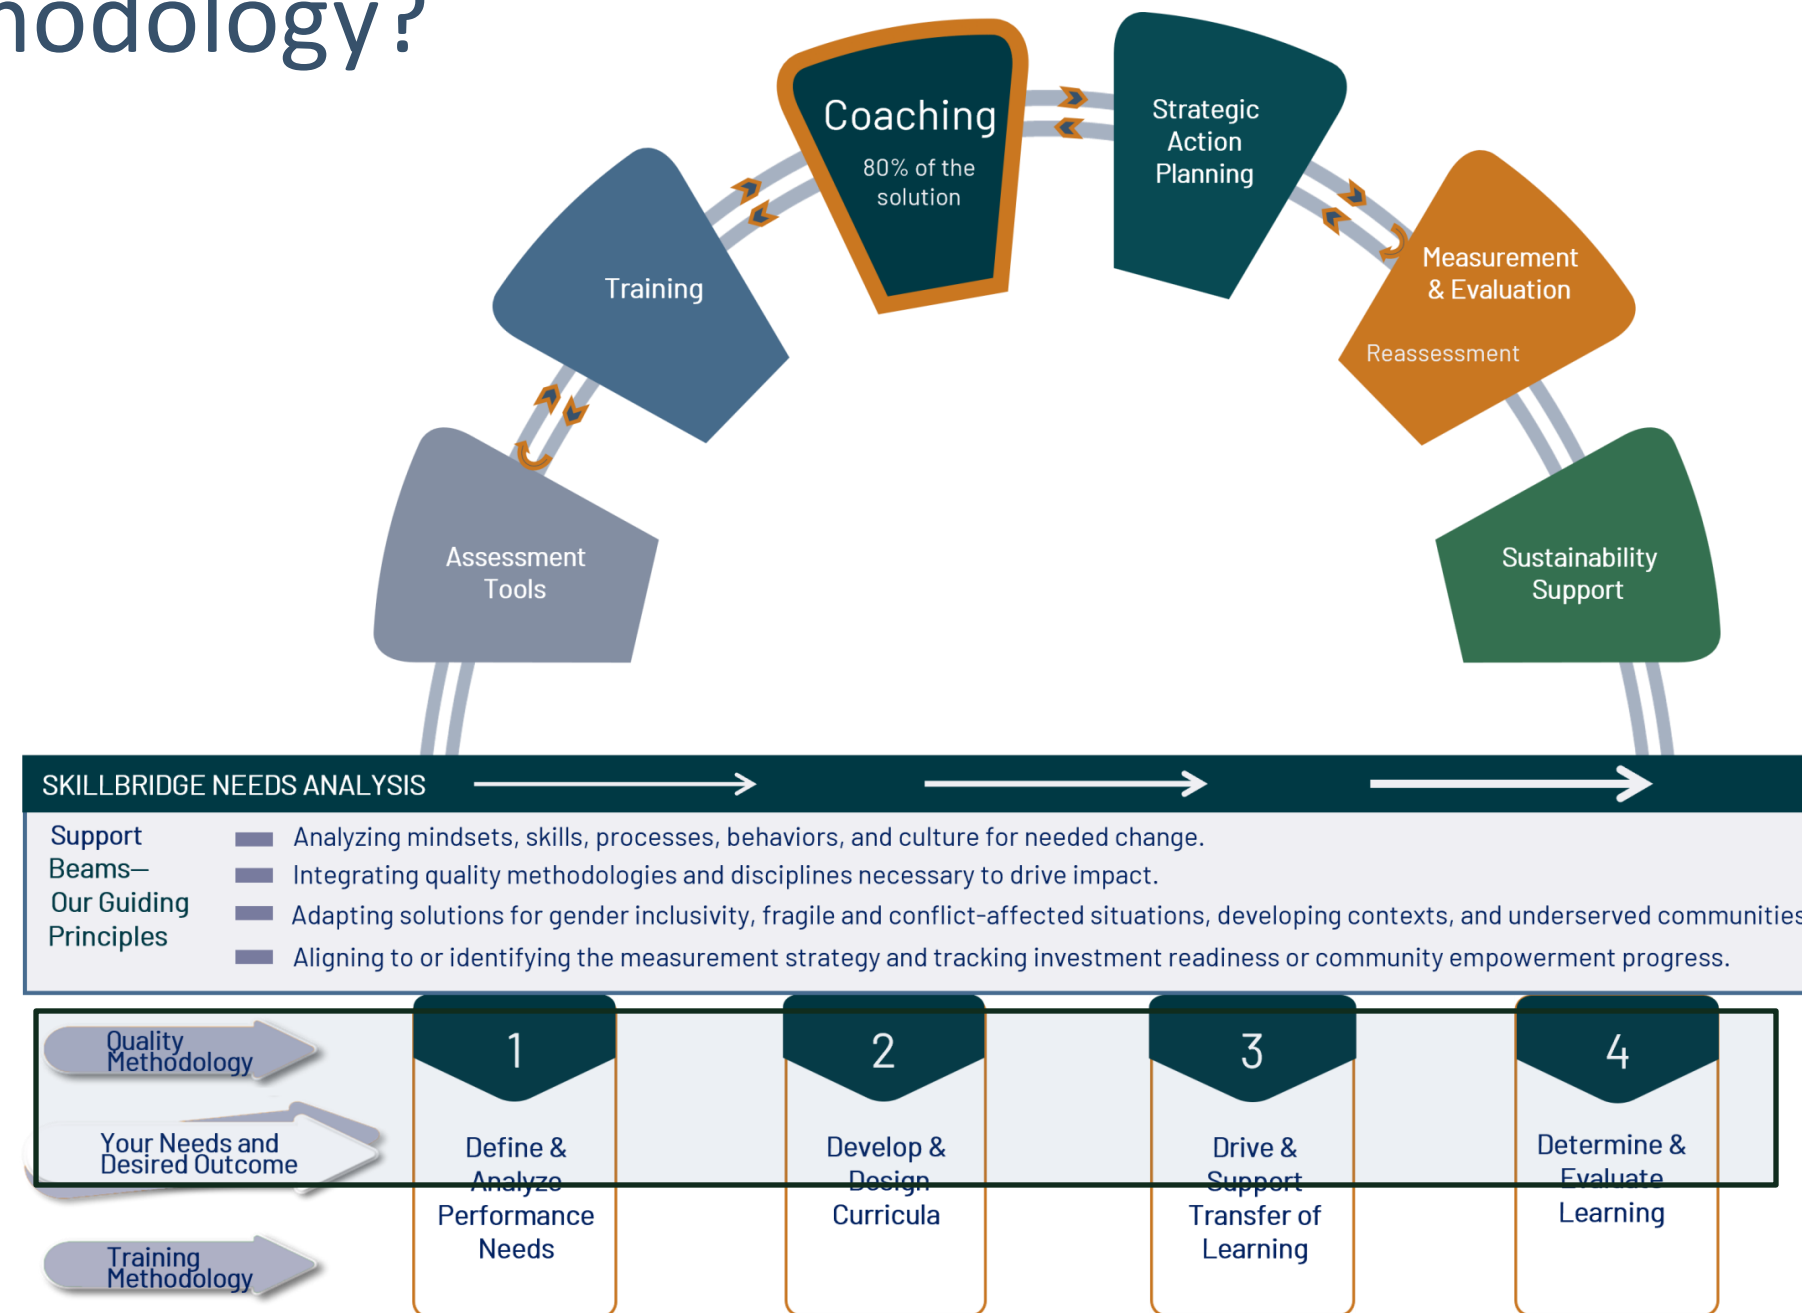 hodology?
Coaching
80% of the
solution
Strategic
Action
Planning
Training
Measurement
& Evaluation
Reassessment
Assessment
Tools
Sustainability
Support
SKILLBRIDGE NEEDS ANALYSIS
Support
Beams—
Our Guiding
Principles
Analyzing mindsets, skills, processes, behaviors, and culture for needed change.
Integrating quality methodologies and disciplines necessary to drive impact.
Adapting solutions for gender inclusivity, fragile and conflict-affected situations, developing contexts, and underserved communities
Aligning to or identifying the measurement strategy and tracking investment readiness or community empowerment progress.
Quality
Methodology
Your Needs and
Desired Outcome
Training
Methodology
1
Define &
Analyze
Performance
Needs
2
Develop &
Design
Curricula
3
Drive &
Support
Transfer of
Learning
4
Determine &
Evaluate
Learning